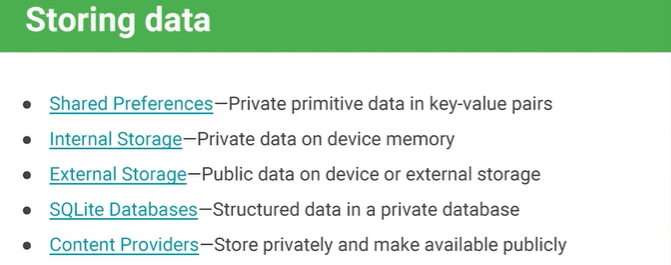 Storing data
● Shared Preferences—Private primitive data in key-value pairs
● Internal Storage—Private data on device memory
● External Storage—Public data on device or external storage
● SQLite Databases—Structured data in a private database
● Content Providers—Store privately and make available publicly